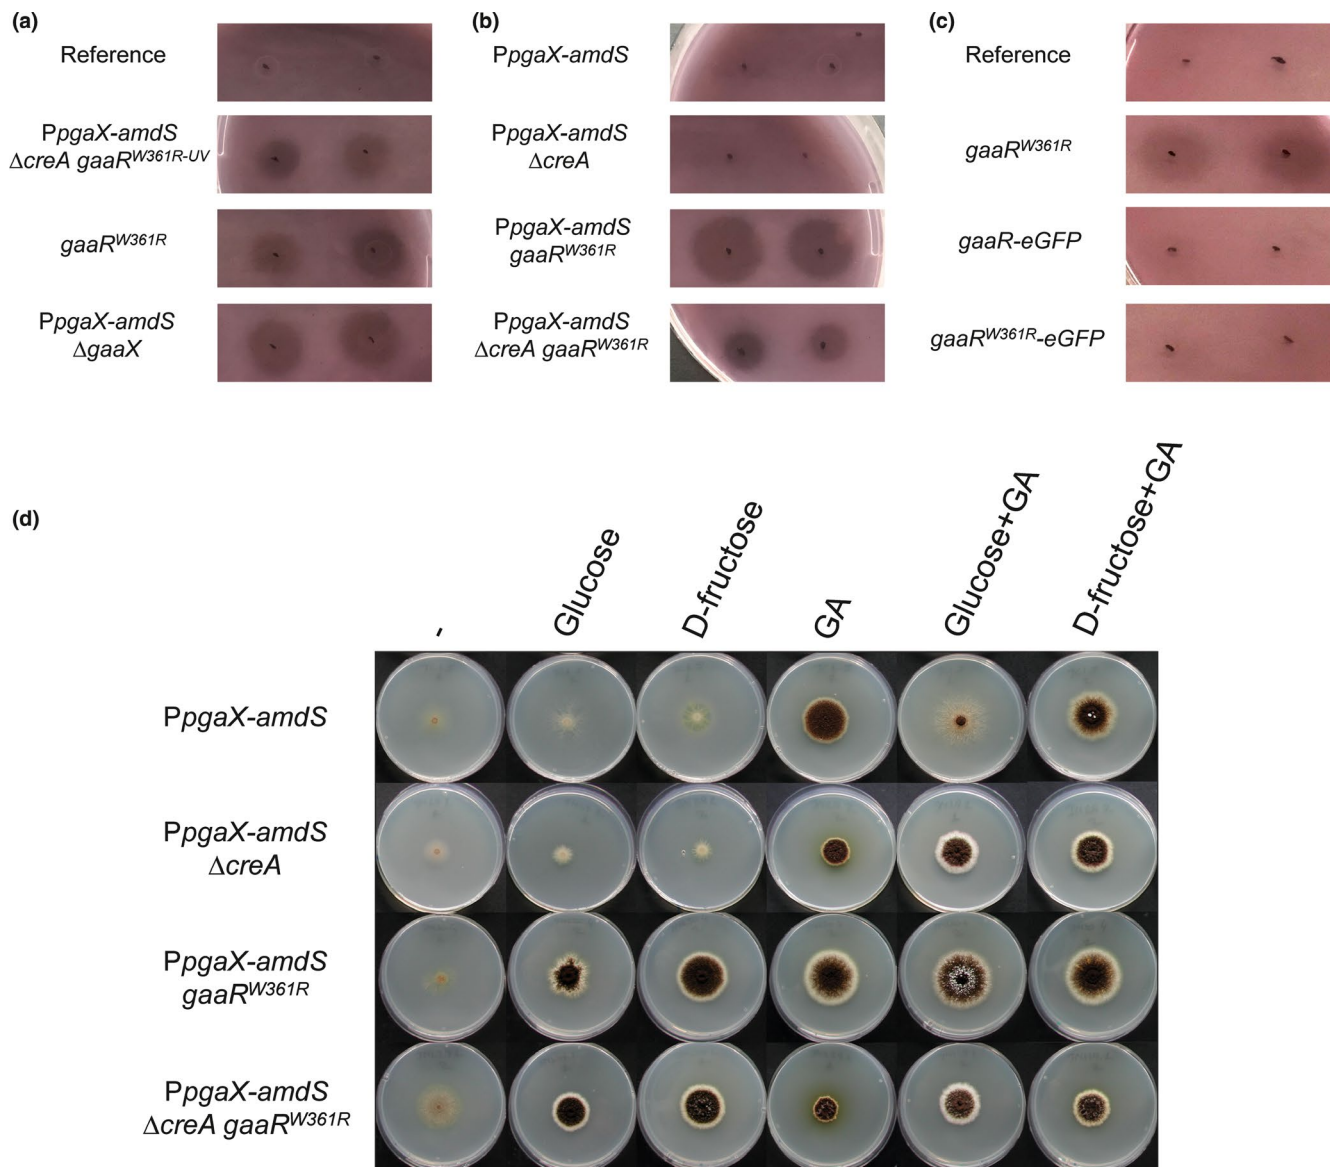 (a)
Reference
PpgaX-amdS
ΔcreA gaaR^W361R-UV
gaaR^W361R
PpgaX-amdS
ΔgaaX
(b)
PpgaX-amdS
PpgaX-amdS
ΔcreA
PpgaX-amdS
gaaR^W361R
PpgaX-amdS
ΔcreA gaaR^W361R
(c)
Reference
gaaR^W361R
gaaR-eGFP
gaaR^W361R-eGFP
(d)
-
Glucose
D-fructose
GA
Glucose+GA
D-fructose+GA
PpgaX-amdS
PpgaX-amdS
ΔcreA
PpgaX-amdS
gaaR^W361R
PpgaX-amdS
ΔcreA gaaR^W361R